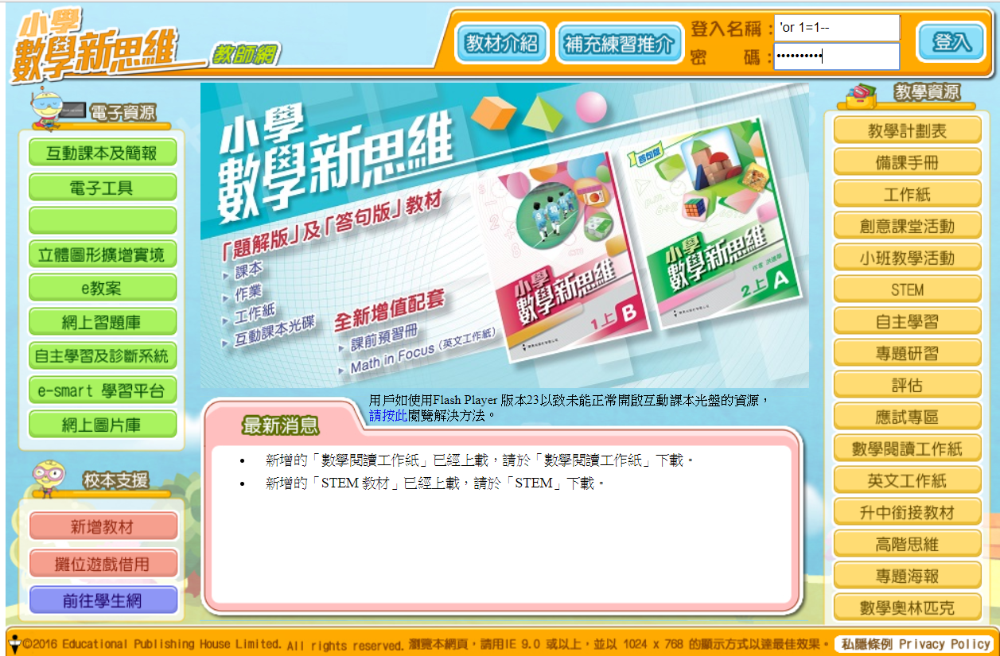 小學
數學新思維
教師網
教材介紹
補充練習推介
登入名稱：
'or 1=1--
密　　碼：
••••••••••
登入
電子資源
互動課本及簡報
電子工具
立體圖形擴增實境
e教案
網上習題庫
自主學習及診斷系統
e-smart 學習平台
網上圖片庫
校本支援
新增教材
攤位遊戲借用
前往學生網
小學
數學新思維
「題解版」及「答句版」教材
課本
作業
工作紙
互動課本光碟
全新增值配套
課前預習冊
Math in Focus (英文工作紙)
小學
數學新思維
1上B
答句版
小學
數學新思維
2上A
用戶如使用Flash Player 版本23以致未能正常開啟互動課本光盤的資源，
請按此閱覽解決方法。
最新消息
• 新增的「數學閱讀工作紙」已經上載，請於「數學閱讀工作紙」下載。
• 新增的「STEM 教材」已經上載，請於「STEM」下載。
教學資源
教學計劃表
備課手冊
工作紙
創意課堂活動
小班教學活動
STEM
自主學習
專題研習
評估
應試專區
數學閱讀工作紙
英文工作紙
升中銜接教材
高階思維
專題海報
數學奧林匹克
©2016 Educational Publishing House Limited. All rights reserved. 瀏覽本網頁，請用IE 9.0 或以上，並以 1024 x 768 的顯示方式以達最佳效果。 私隱條例 Privacy Policy